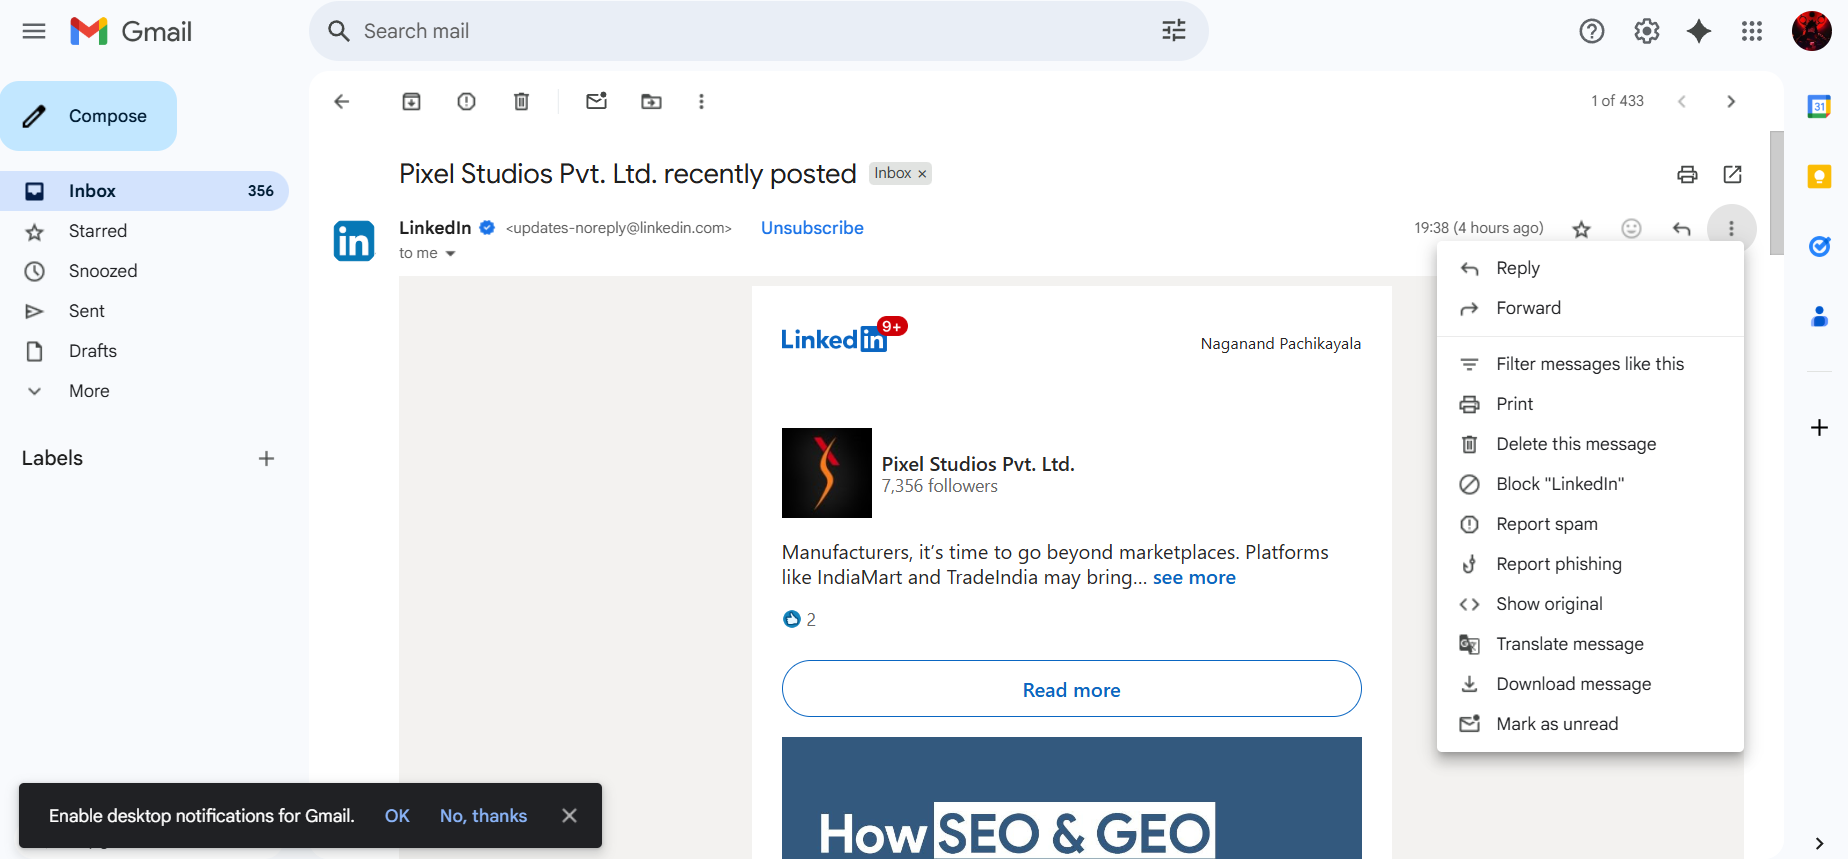 Gmail
Search mail
Compose
1 of 433
Inbox 356
Starred
Snoozed
Sent
Drafts
More
Labels
Pixel Studios Pvt. Ltd. recently posted Inbox ×
LinkedIn <updates-noreply@linkedin.com> Unsubscribe 19:38 (4 hours ago)
to me
Linkedin 9+
Naganand Pachikayala
Pixel Studios Pvt. Ltd.
7,356 followers
Manufacturers, it’s time to go beyond marketplaces. Platforms
like IndiaMart and TradeIndia may bring... see more
2
Read more
How SEO & GEO
Reply
Forward
Filter messages like this
Print
Delete this message
Block "LinkedIn"
Report spam
Report phishing
Show original
Translate message
Download message
Mark as unread
31
Enable desktop notifications for Gmail. OK No, thanks